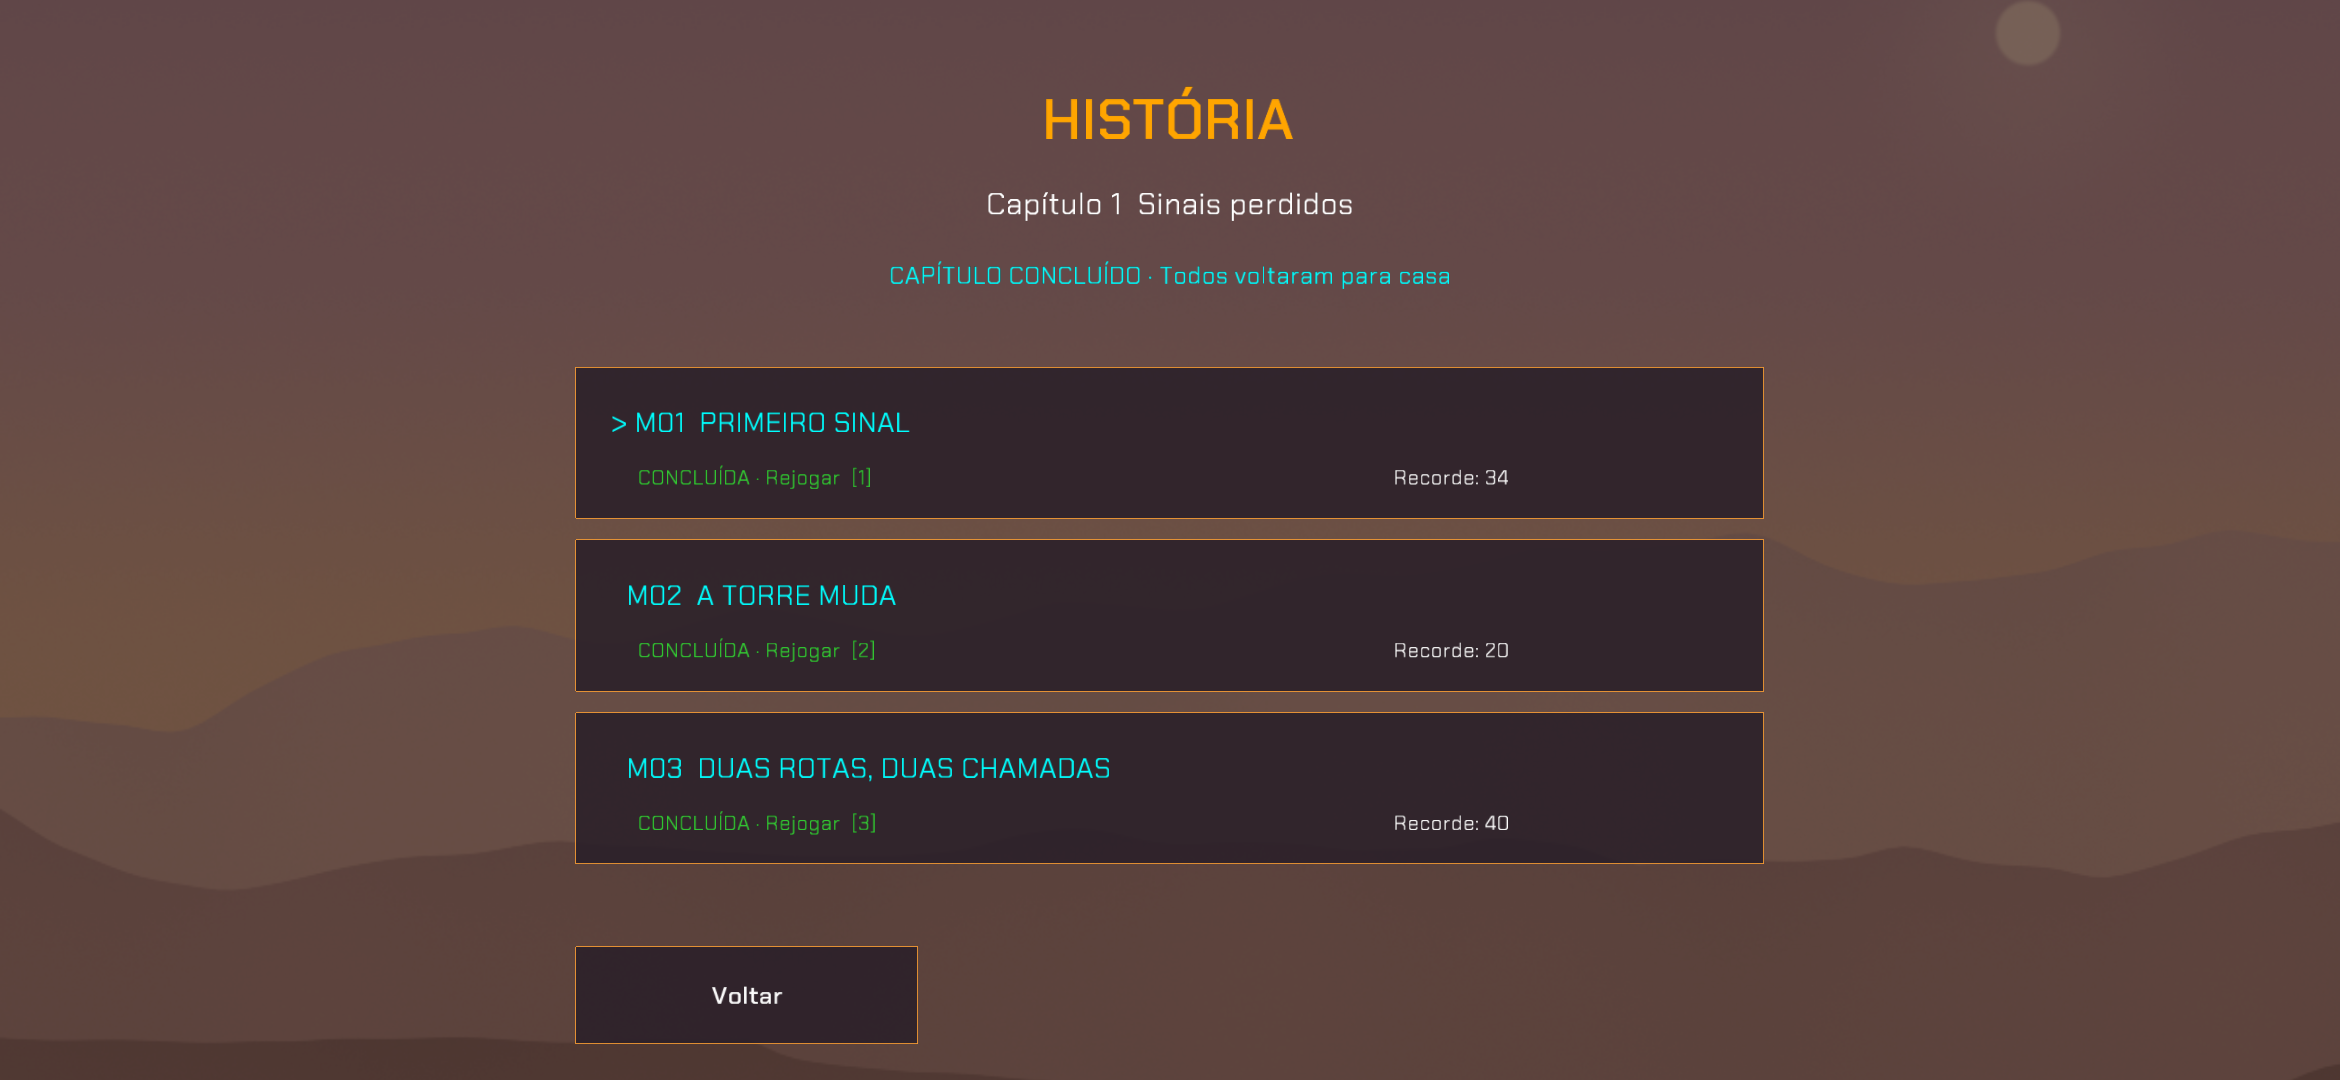 HISTÓRIA
Capítulo 1 Sinais perdidos
CAPÍTULO CONCLUÍDO · Todos voltaram para casa
> M01 PRIMEIRO SINAL
CONCLUÍDA · Rejogar [1] Recorde: 34
M02 A TORRE MUDA
CONCLUÍDA · Rejogar [2] Recorde: 20
M03 DUAS ROTAS, DUAS CHAMADAS
CONCLUÍDA · Rejogar [3] Recorde: 40
Voltar